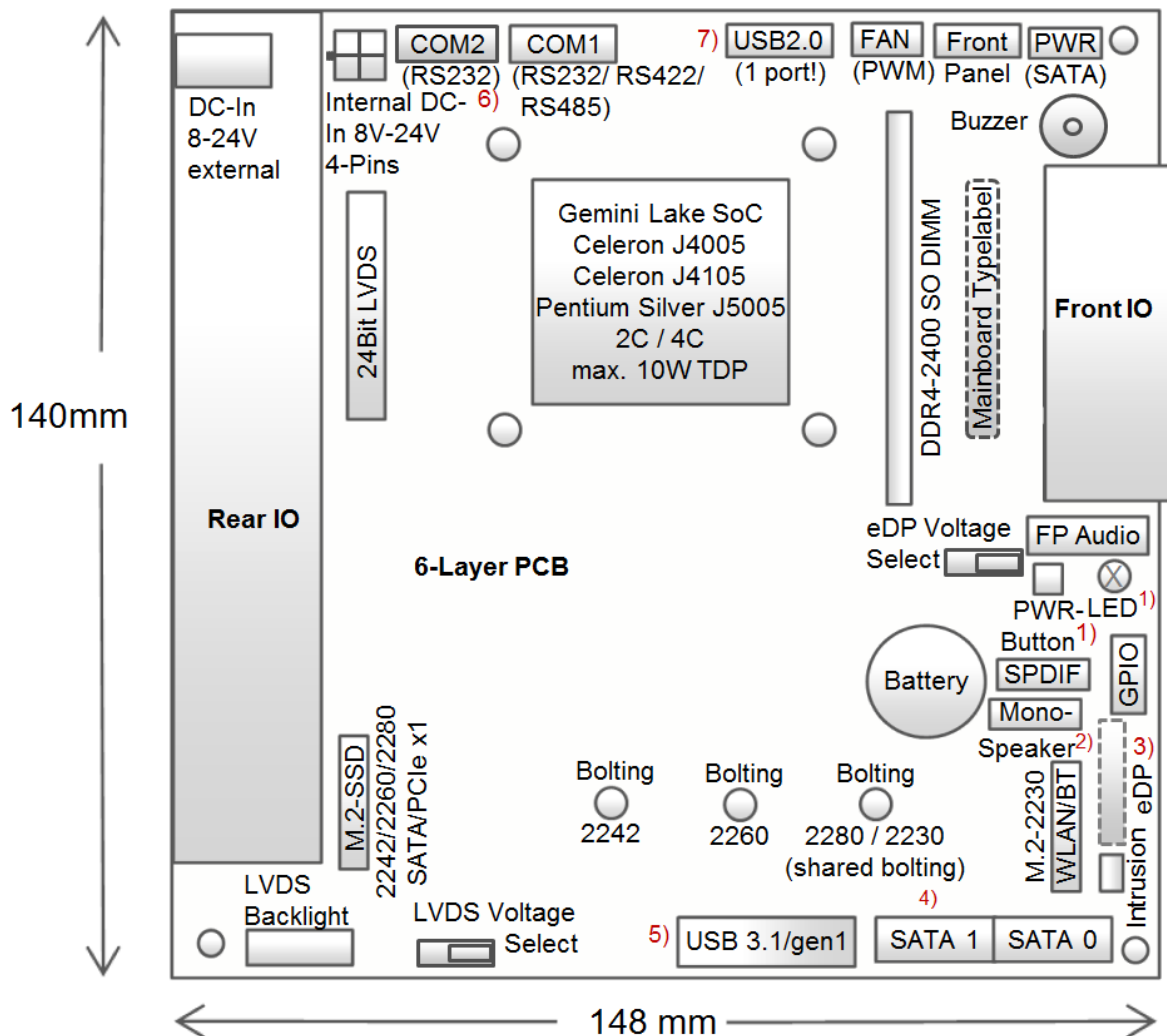 COM2
COM1
7)
USB2.0
FAN
Front
PWR
(RS232)
(RS232/ RS422/
(1 port!)
(PWM)
Panel
(SATA)
DC-In
8-24V
external
Internal DC-
6)
RS485)
In 8V-24V
4-Pins
Buzzer
24Bit LVDS
Gemini Lake SoC
Celeron J4005
Celeron J4105
Pentium Silver J5005
2C / 4C
max. 10W TDP
DDR4-2400 SO DIMM
Mainboard Typelabel
Front IO
140mm
Rear IO
6-Layer PCB
eDP Voltage
Select
FP Audio
PWR-
LED
1)
Button
1)
Battery
SPDIF
GPIO
Mono-
Speaker
2)
3)
eDP
M.2-SSD
2242/2260/2280
SATA/PCIe x1
Bolting
2242
Bolting
2260
Bolting
2280 / 2230
(shared bolting)
M.2-2230
WLAN/BT
Intrusion
LVDS
Backlight
LVDS Voltage
Select
4)
5)
USB 3.1/gen1
SATA 1
SATA 0
148 mm